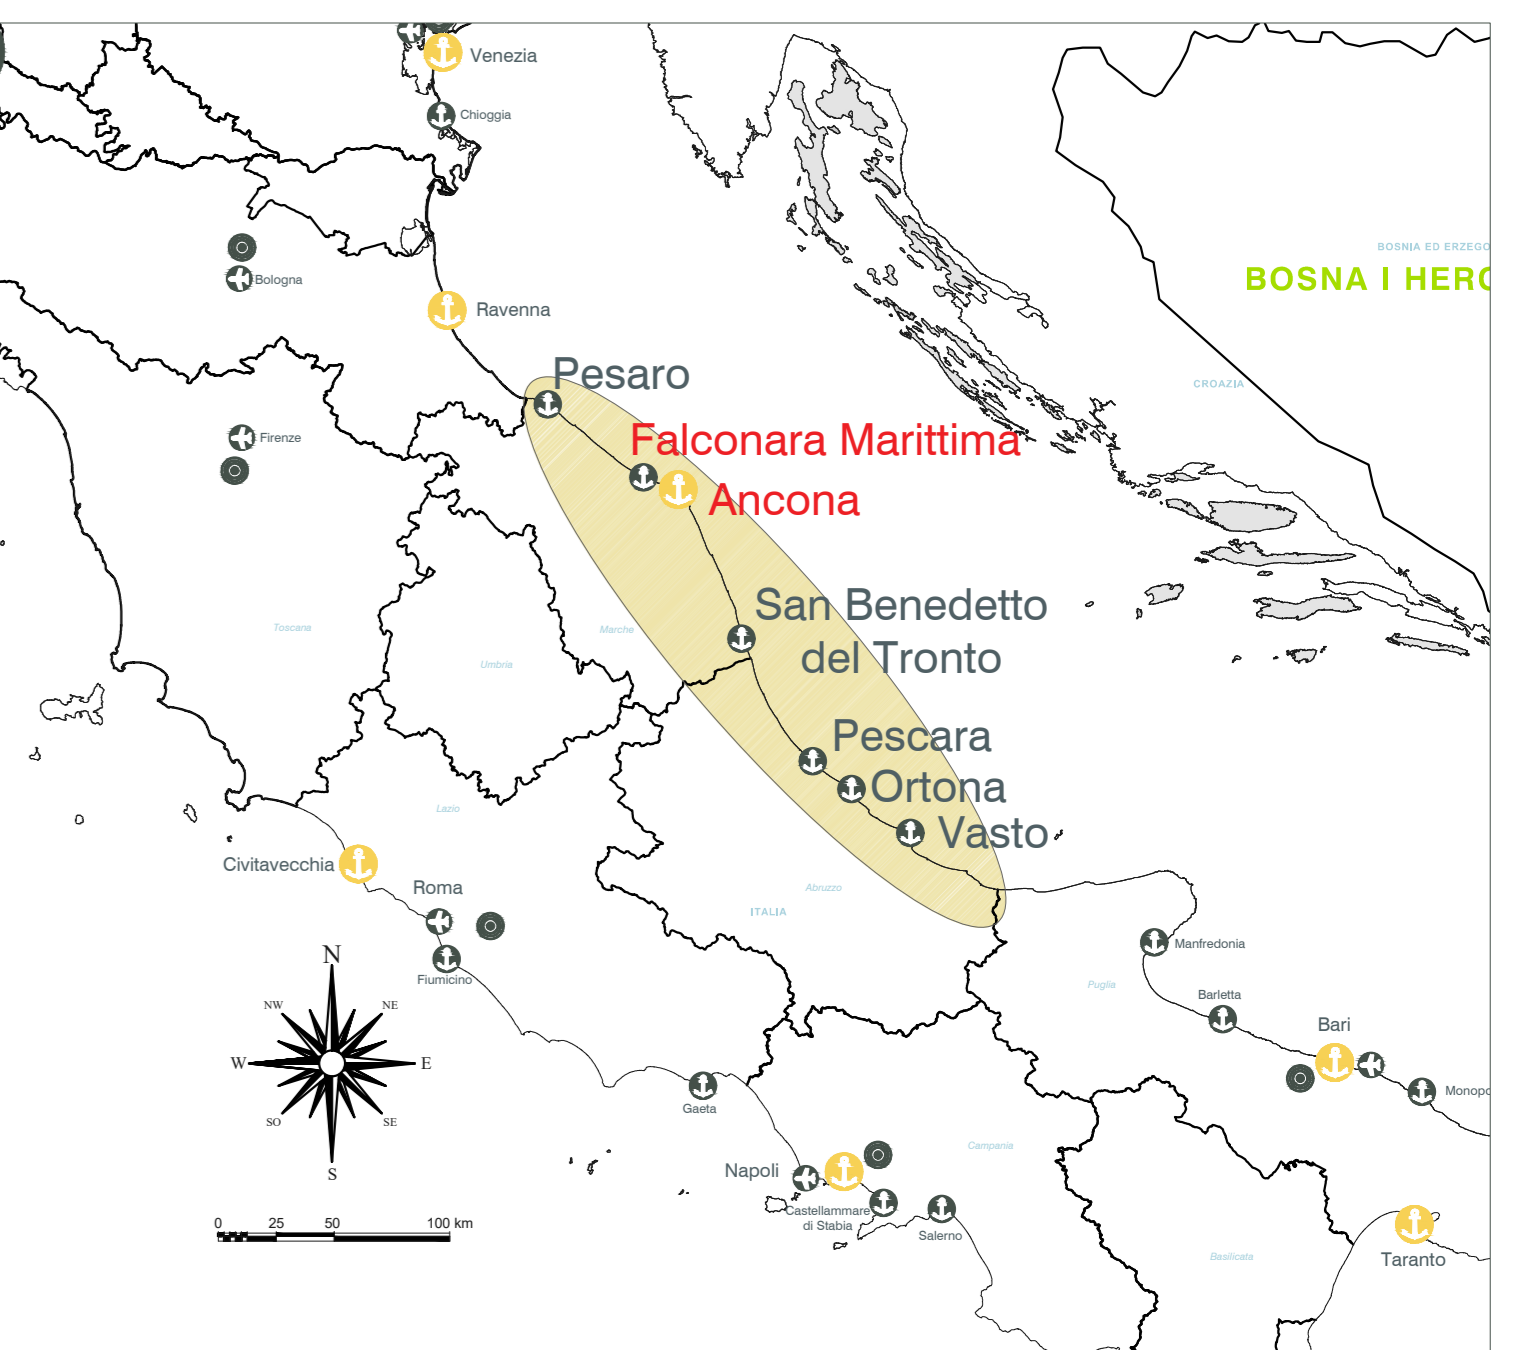 Venezia
Chioggia
BOSNIA ED ERZEGO
BOSNA I HERC
Bologna
Ravenna
Pesaro
CROAZIA
Falconara Marittima
Firenze
Ancona
San Benedetto
del Tronto
Toscana
Marche
Umbria
Pescara
Ortona
Lazio
Vasto
Civitavecchia
Roma
Abruzzo
ITALIA
Manfredonia
Fiumicino
Puglia
Barletta
N
NW
NE
W
E
SO
SE
S
Bari
Monopo
Gaeta
Campania
Napoli
Castellammare
di Stabia
Salerno
0 25 50 100 km
Basilicata
Taranto